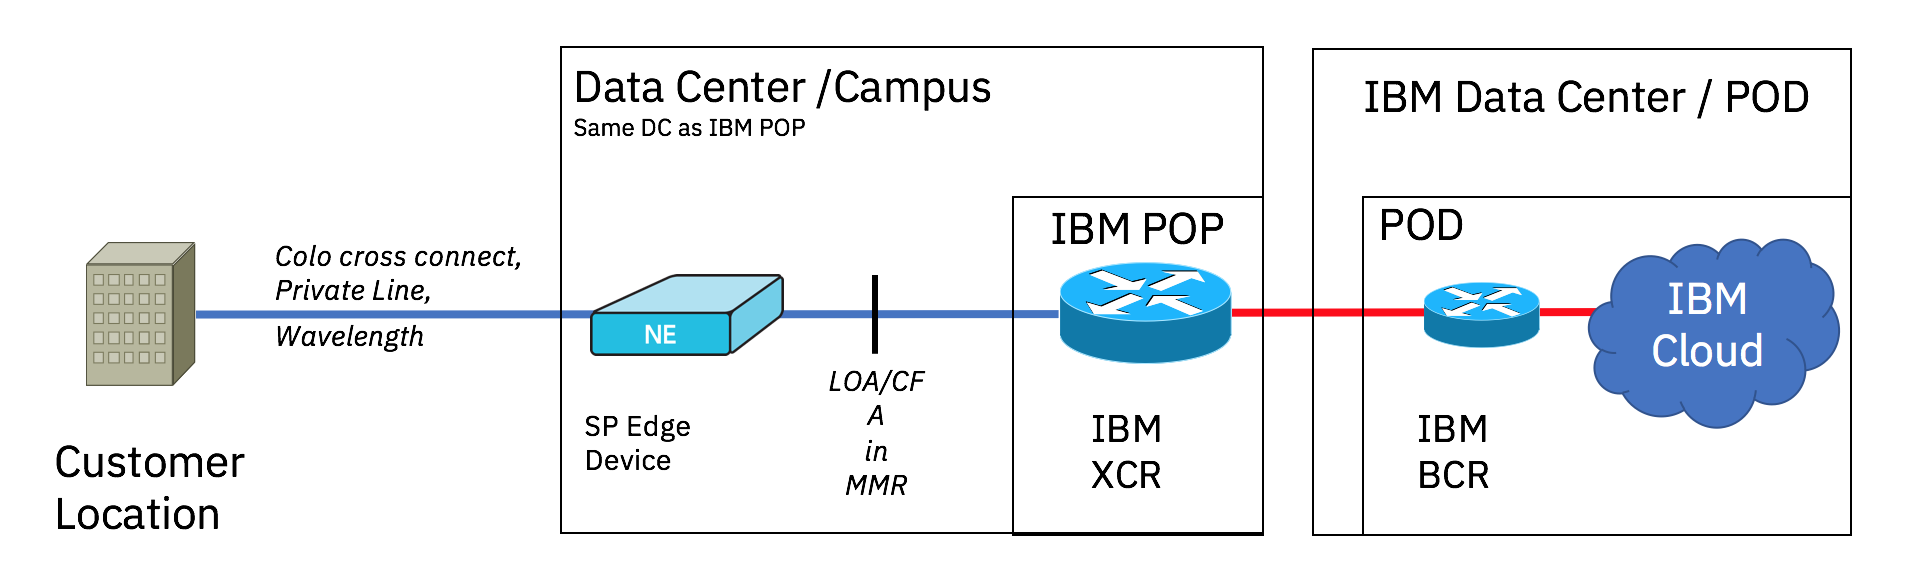 Data Center /Campus
Same DC as IBM POP
IBM Data Center / POD
IBM POP
POD
Colo cross connect,
Private Line,
Wavelength
NE
IBM
Cloud
LOA/CF
A
in
MMR
SP Edge
Device
IBM
XCR
IBM
BCR
Customer
Location